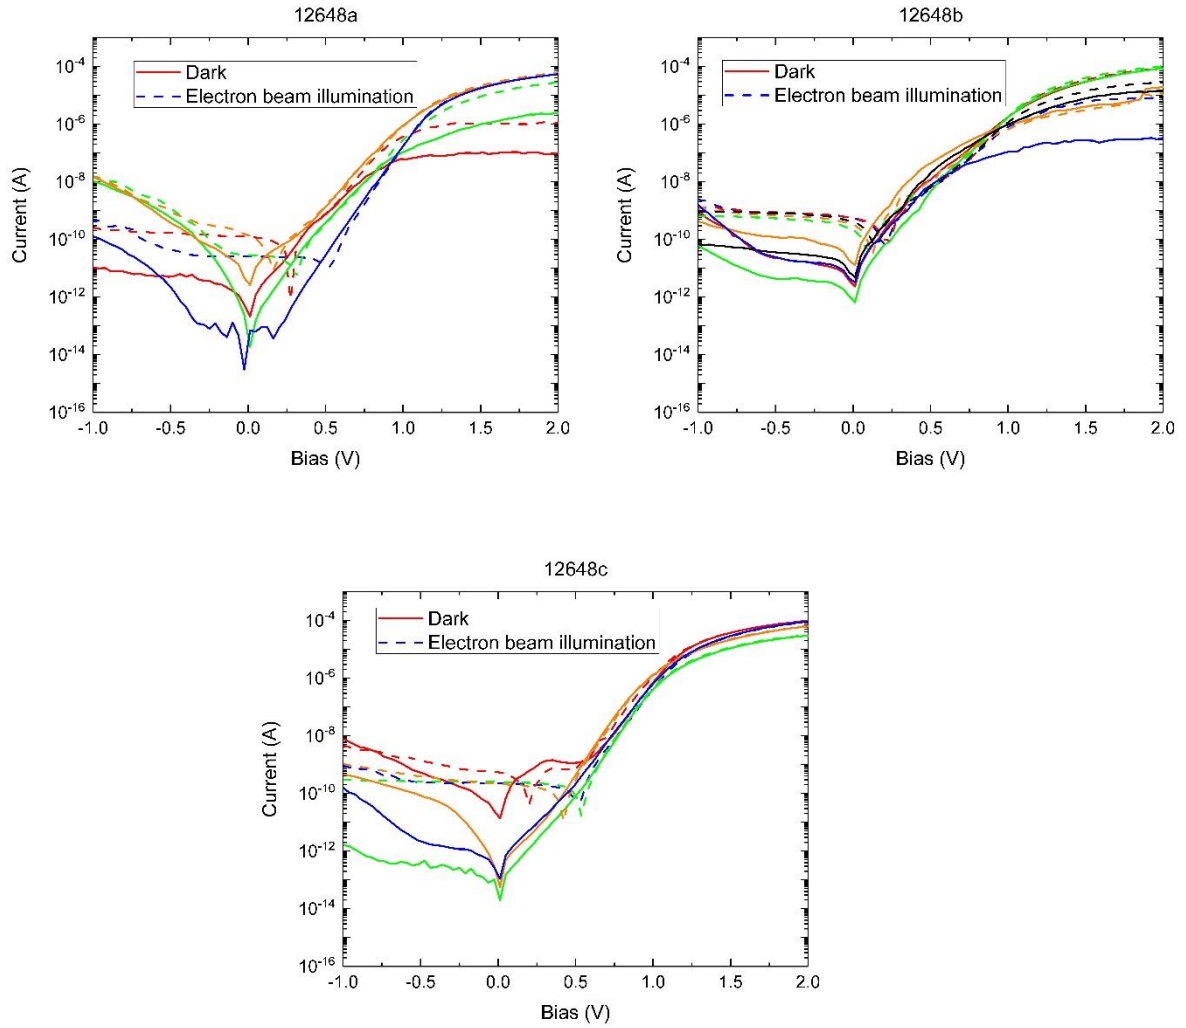 12648a
Dark
Electron beam illumination
10⁻⁴
10⁻⁶
10⁻⁸
10⁻¹⁰
10⁻¹²
10⁻¹⁴
10⁻¹⁶
Current (A)
-1.0 -0.5 0.0 0.5 1.0 1.5 2.0
Bias (V)
12648b
Dark
Electron beam illumination
10⁻⁴
10⁻⁶
10⁻⁸
10⁻¹⁰
10⁻¹²
10⁻¹⁴
10⁻¹⁶
Current (A)
-1.0 -0.5 0.0 0.5 1.0 1.5 2.0
Bias (V)
12648c
Dark
Electron beam illumination
10⁻⁴
10⁻⁶
10⁻⁸
10⁻¹⁰
10⁻¹²
10⁻¹⁴
10⁻¹⁶
Current (A)
-1.0 -0.5 0.0 0.5 1.0 1.5 2.0
Bias (V)